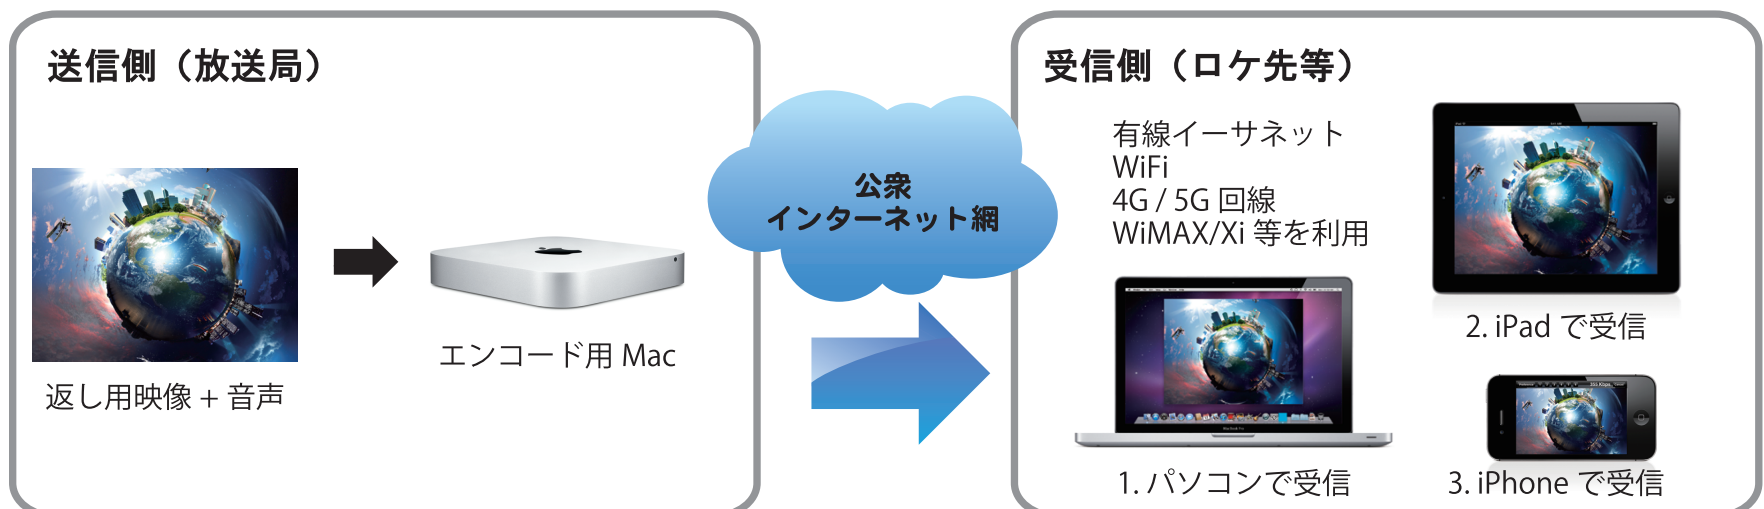 送信側（放送局）
返し用映像 + 音声
エンコード用 Mac
公衆
インターネット網
受信側（ロケ先等）
有線イーサネット
WiFi
4G / 5G 回線
WiMAX/Xi 等を利用
1. パソコンで受信
2. iPad で受信
355 Kbps
3. iPhone で受信